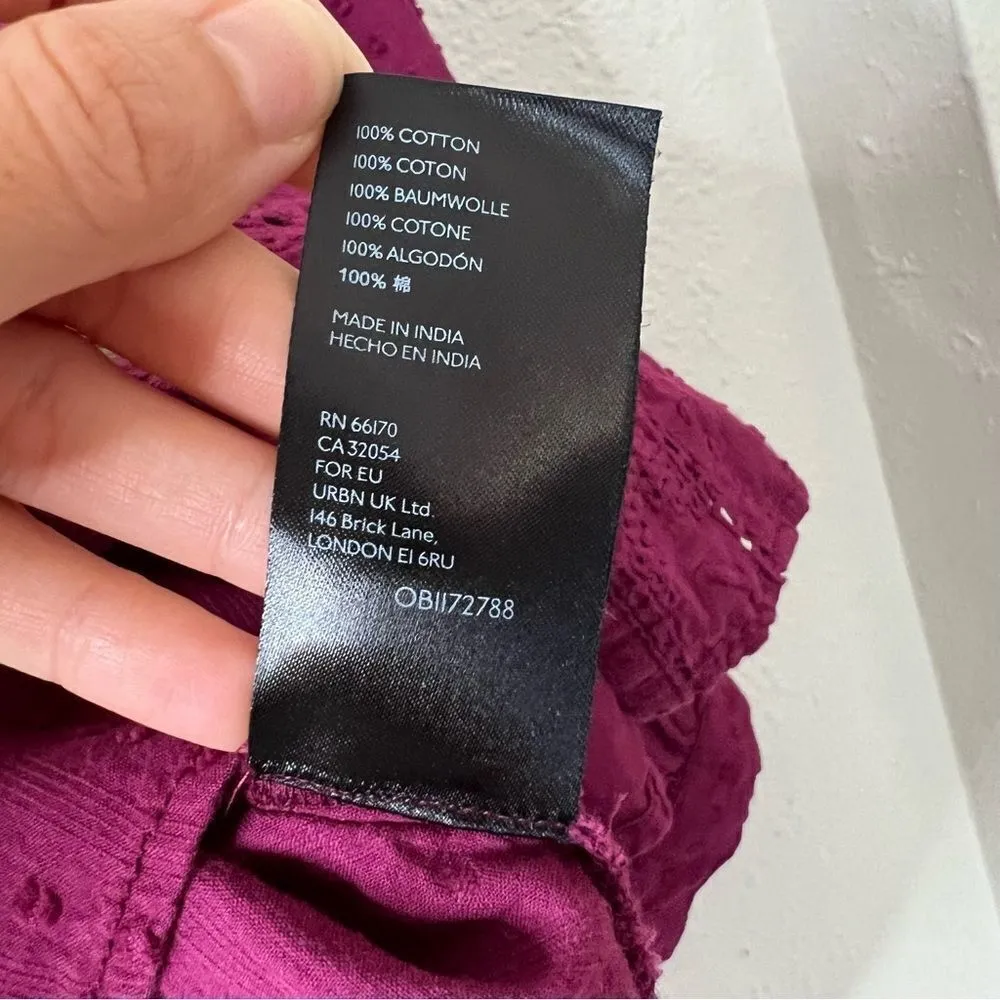 100% COTTON
100% COTON
100% BAUMWOLLE
100% COTONE
100% ALGODÓN
100% 棉
MADE IN INDIA
HECHO EN INDIA
RN 66170
CA 32054
FOR EU
URBN UK Ltd.
146 Brick Lane,
LONDON E1 6RU
OB1172788